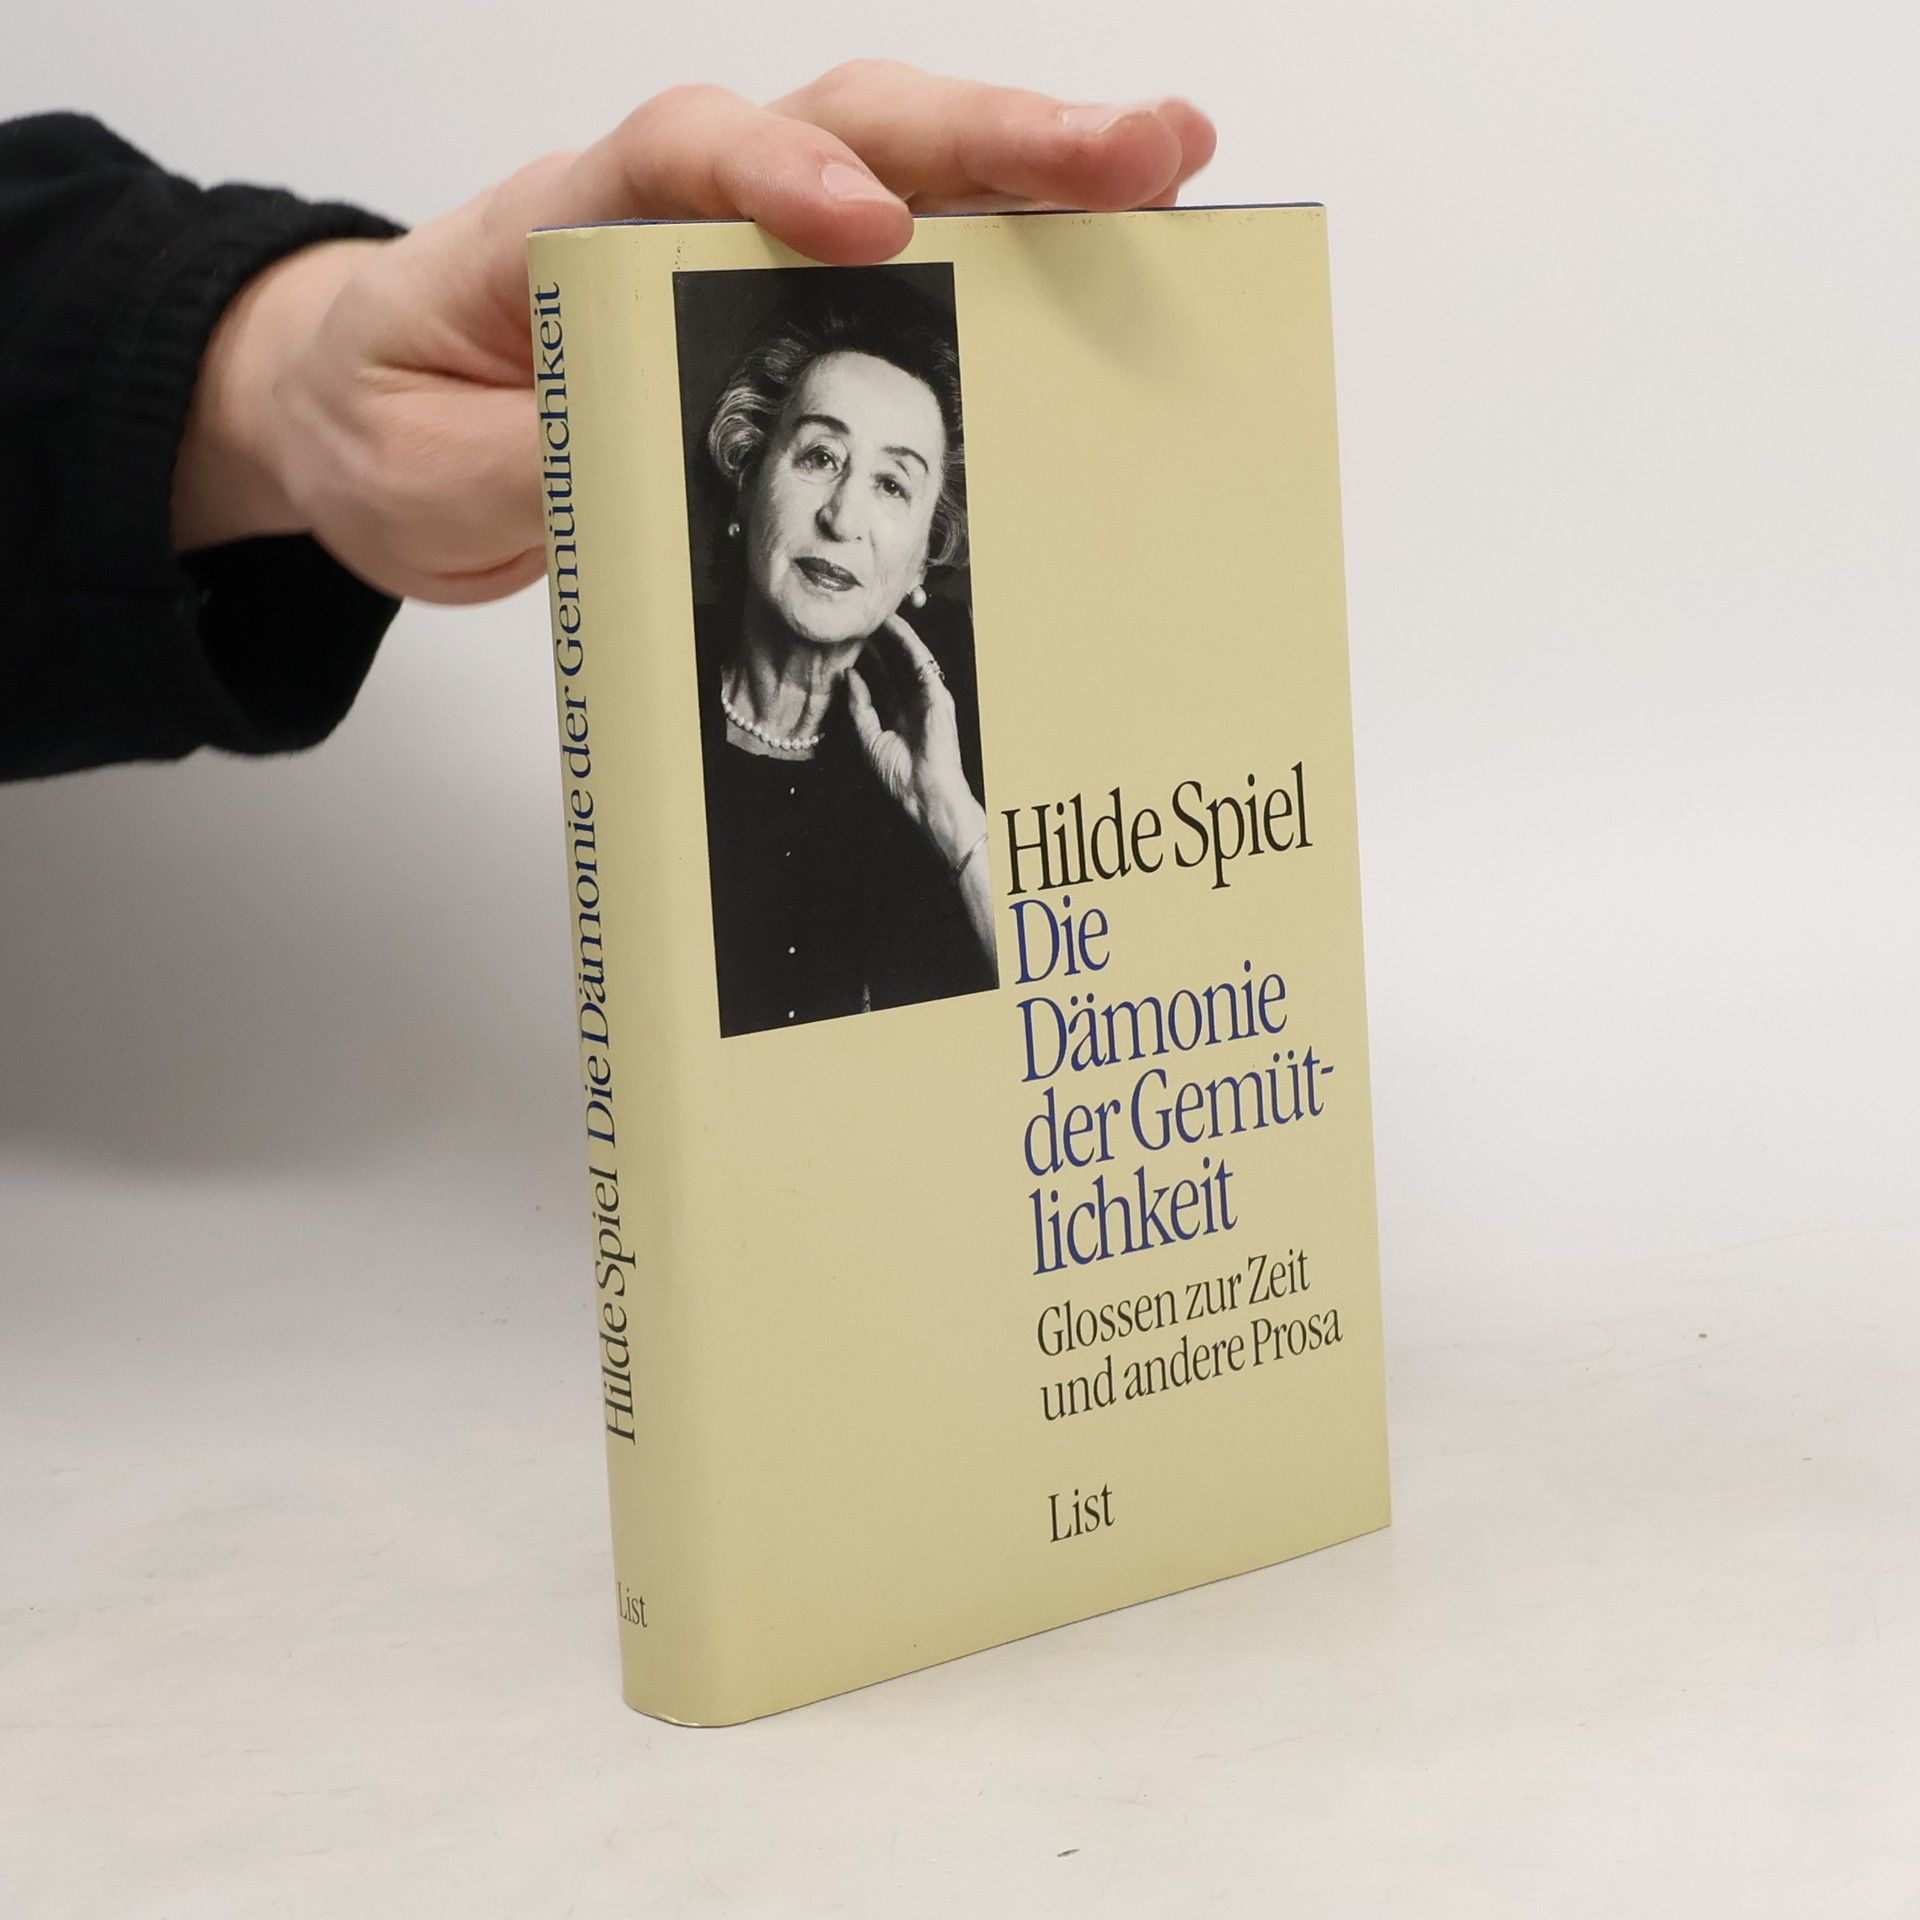 Hilde Spiel Die Dämonie der Gemütlichkeit
List
Hilde Spiel
Die
Dämonie
der Gemüt-
lichkeit
Glossen zur Zeit
und andere Prosa
List